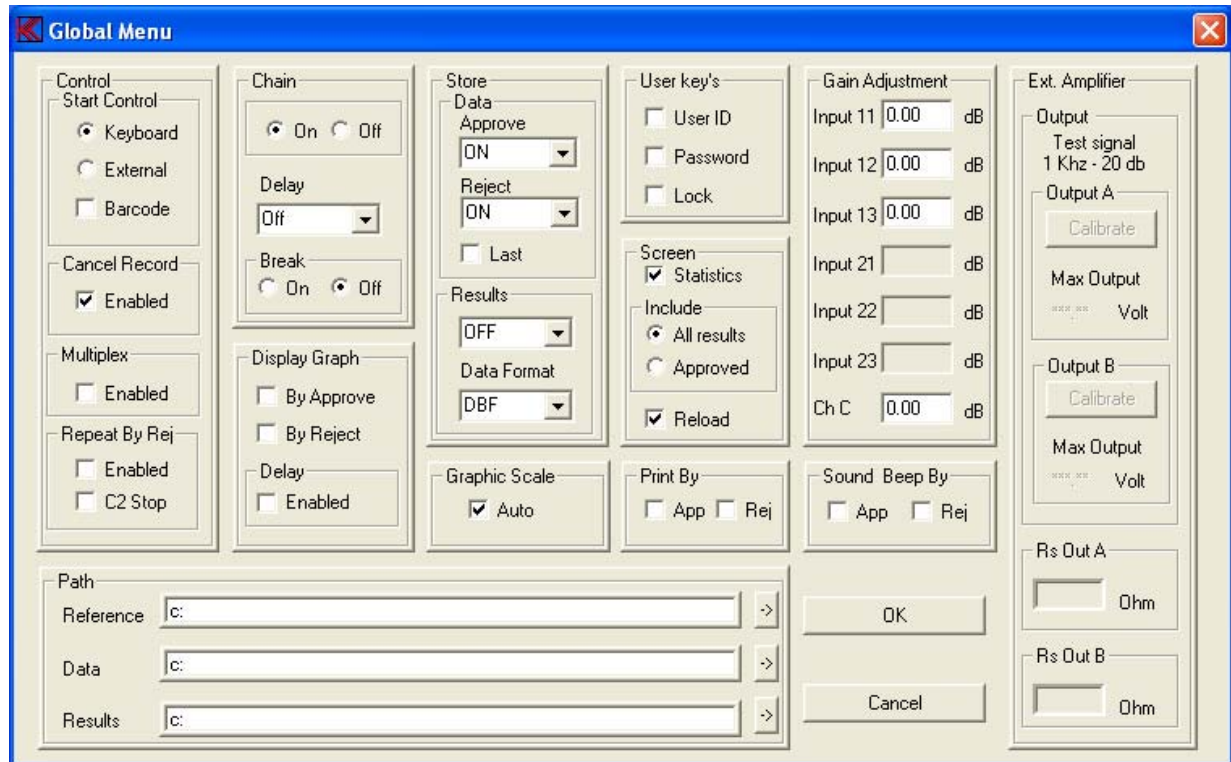 Global Menu
Control
Start Control
Keyboard
External
Barcode
Cancel Record
Enabled
Multiplex
Enabled
Repeat By Rej
Enabled
C2 Stop
Chain
On Off
Delay
Off
Break
On Off
Display Graph
By Approve
By Reject
Delay
Enabled
Store
Data
Approve
ON
Reject
ON
Last
Results
OFF
Data Format
DBF
Graphic Scale
Auto
User key's
User ID
Password
Lock
Screen
Statistics
Include
All results
Approved
Reload
Print By
App Rej
Gain Adjustment
Input 11 0.00 dB
Input 12 0.00 dB
Input 13 0.00 dB
Input 21 dB
Input 22 dB
Input 23 dB
Ch C 0.00 dB
Sound Beep By
App Rej
Ext. Amplifier
Output
Test signal
1 Khz - 20 db
Output A
Calibrate
Max Output
***.** Volt
Output B
Calibrate
Max Output
***.** Volt
Rs Out A
Ohm
Rs Out B
Ohm
Path
Reference c: ->
Data c: ->
Results c: ->
OK
Cancel